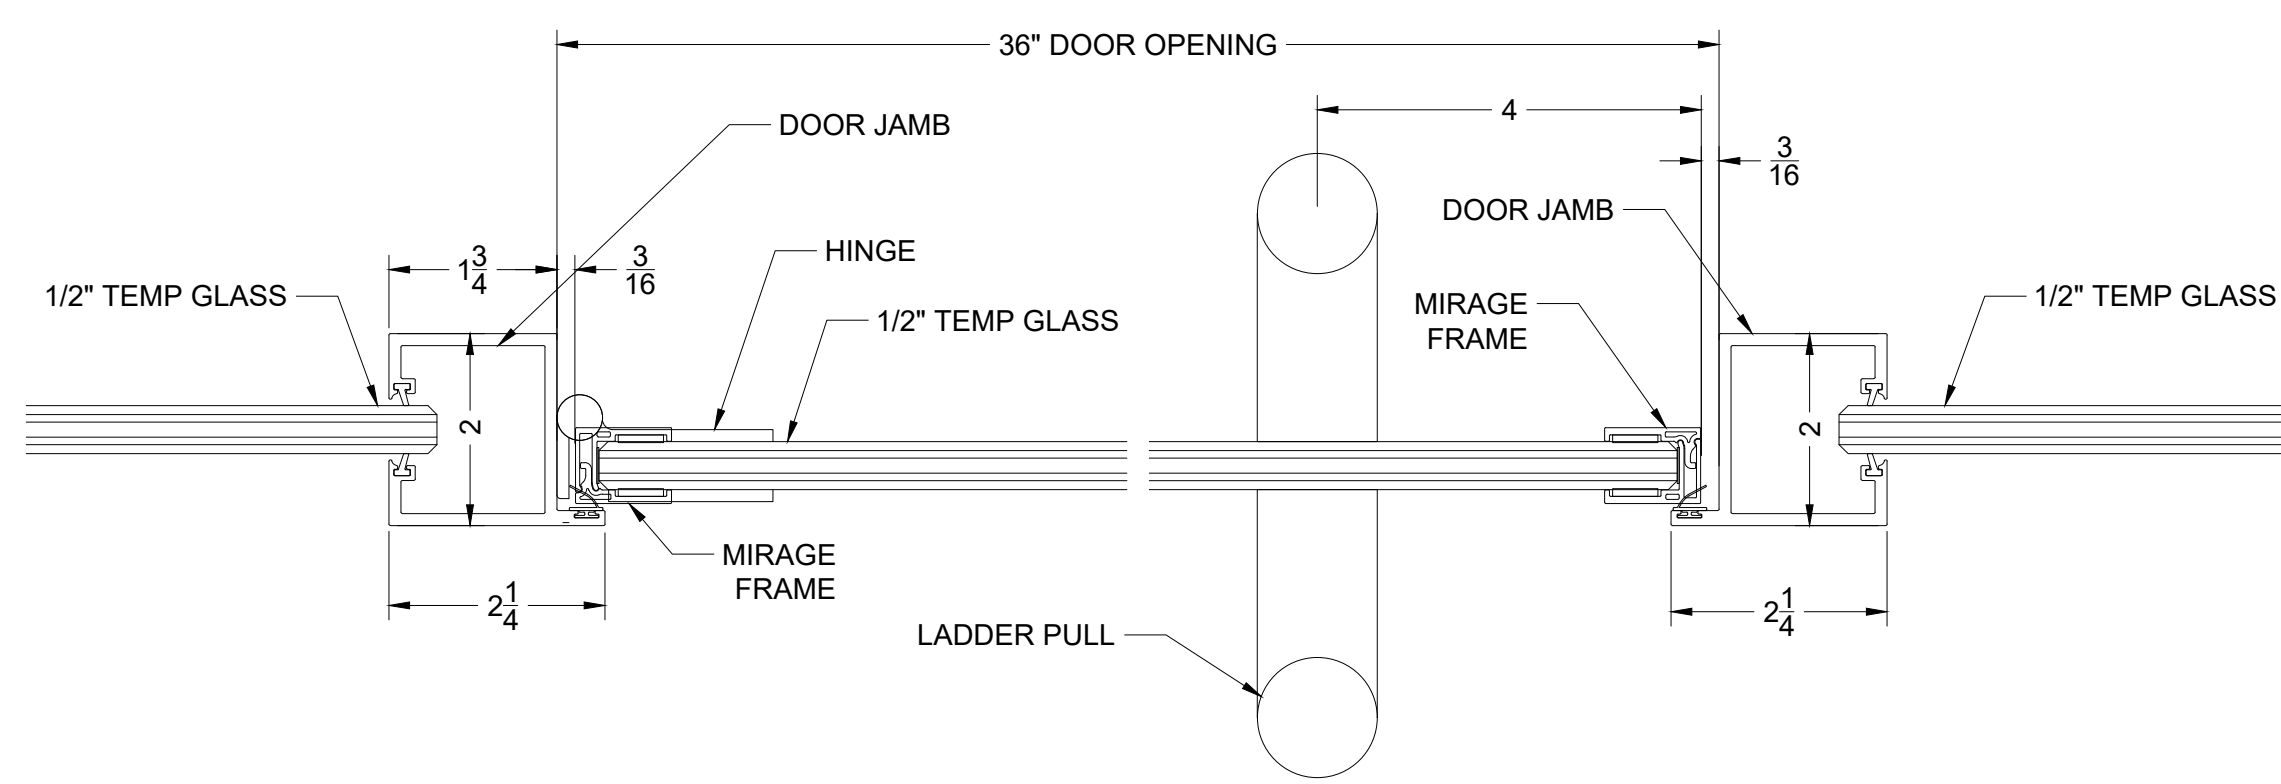 36" DOOR OPENING
4
DOOR JAMB
3/16
DOOR JAMB
HINGE
1 3/4
3/16
1/2" TEMP GLASS
MIRAGE
FRAME
1/2" TEMP GLASS
1/2" TEMP GLASS
2
2
MIRAGE
FRAME
2 1/4
2 1/4
LADDER PULL